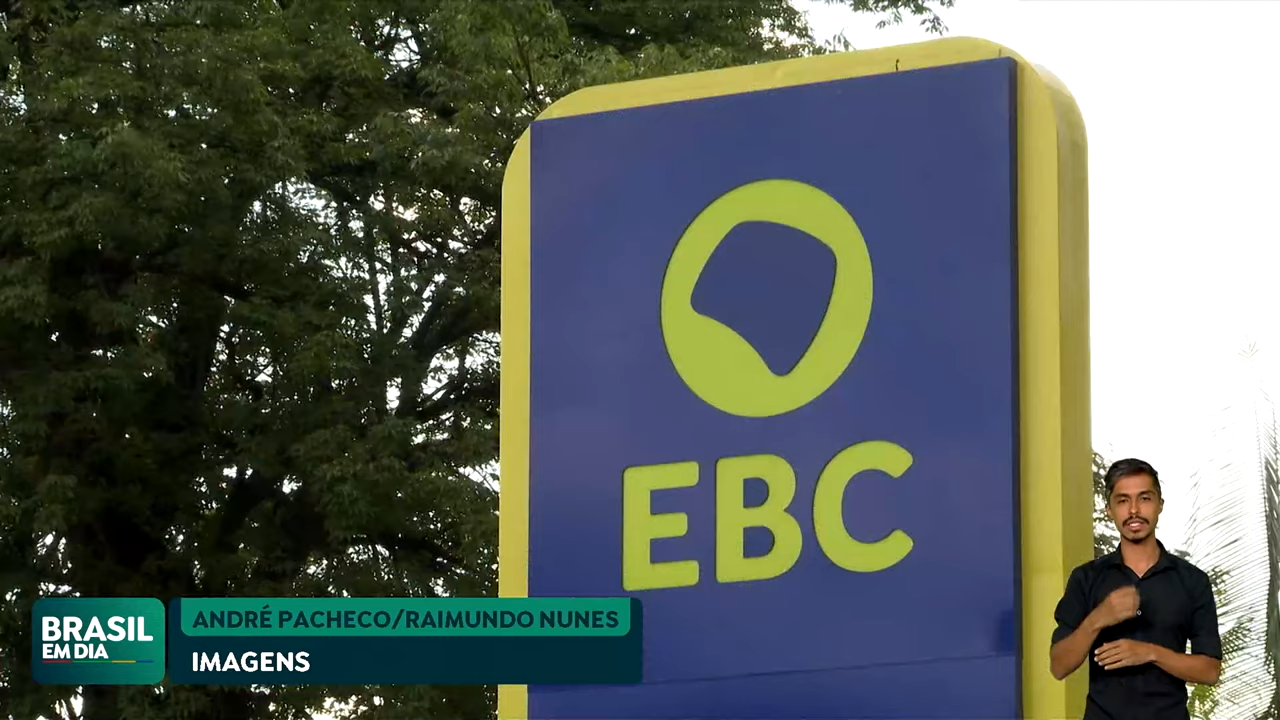 EBC
ANDRÉ PACHECO/RAIMUNDO NUNES
BRASIL
EM DIA
IMAGENS